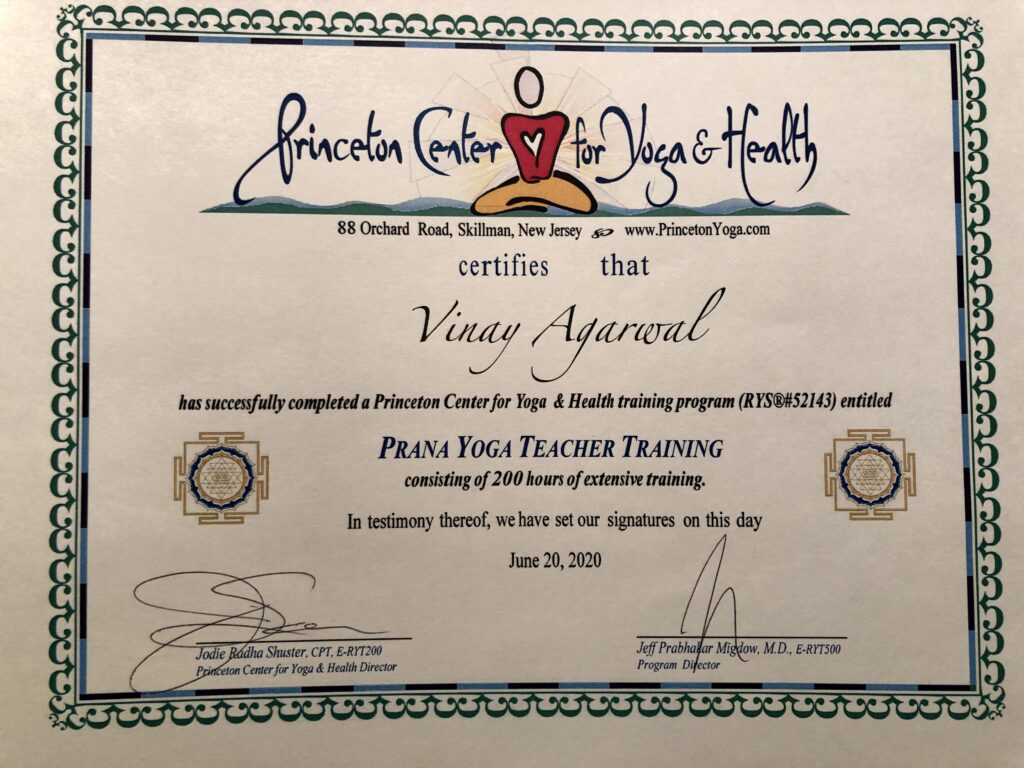 Princeton Center for Yoga & Health
88 Orchard Road, Skillman, New Jersey www.PrincetonYoga.com
certifies that
Vinay Agarwal
has successfully completed a Princeton Center for Yoga & Health training program (RYS®#52143) entitled
PRANA YOGA TEACHER TRAINING
consisting of 200 hours of extensive training.
In testimony thereof, we have set our signatures on this day
June 20, 2020
Jodie Radha Shuster, CPT, E-RYT200
Princeton Center for Yoga & Health Director
Jeff Prabhakar Migdow, M.D., E-RYT500
Program Director